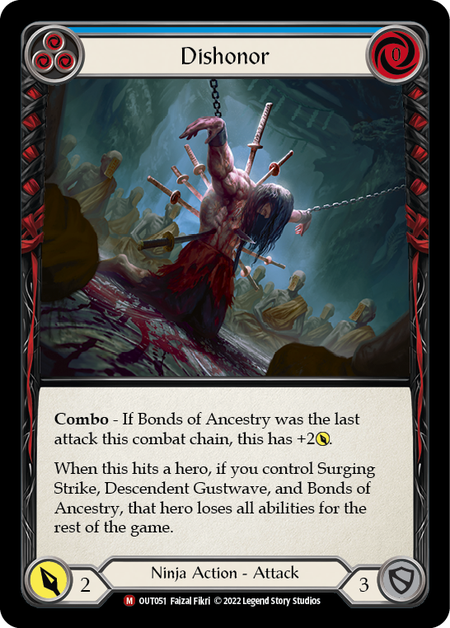 0
Dishonor
Combo - If Bonds of Ancestry was the last
attack this combat chain, this has +2.
When this hits a hero, if you control Surging
Strike, Descendent Gustwave, and Bonds of
Ancestry, that hero loses all abilities for the
rest of the game.
2
Ninja Action - Attack
3
M OUT051 Faizal Fikri © 2022 Legend Story Studios